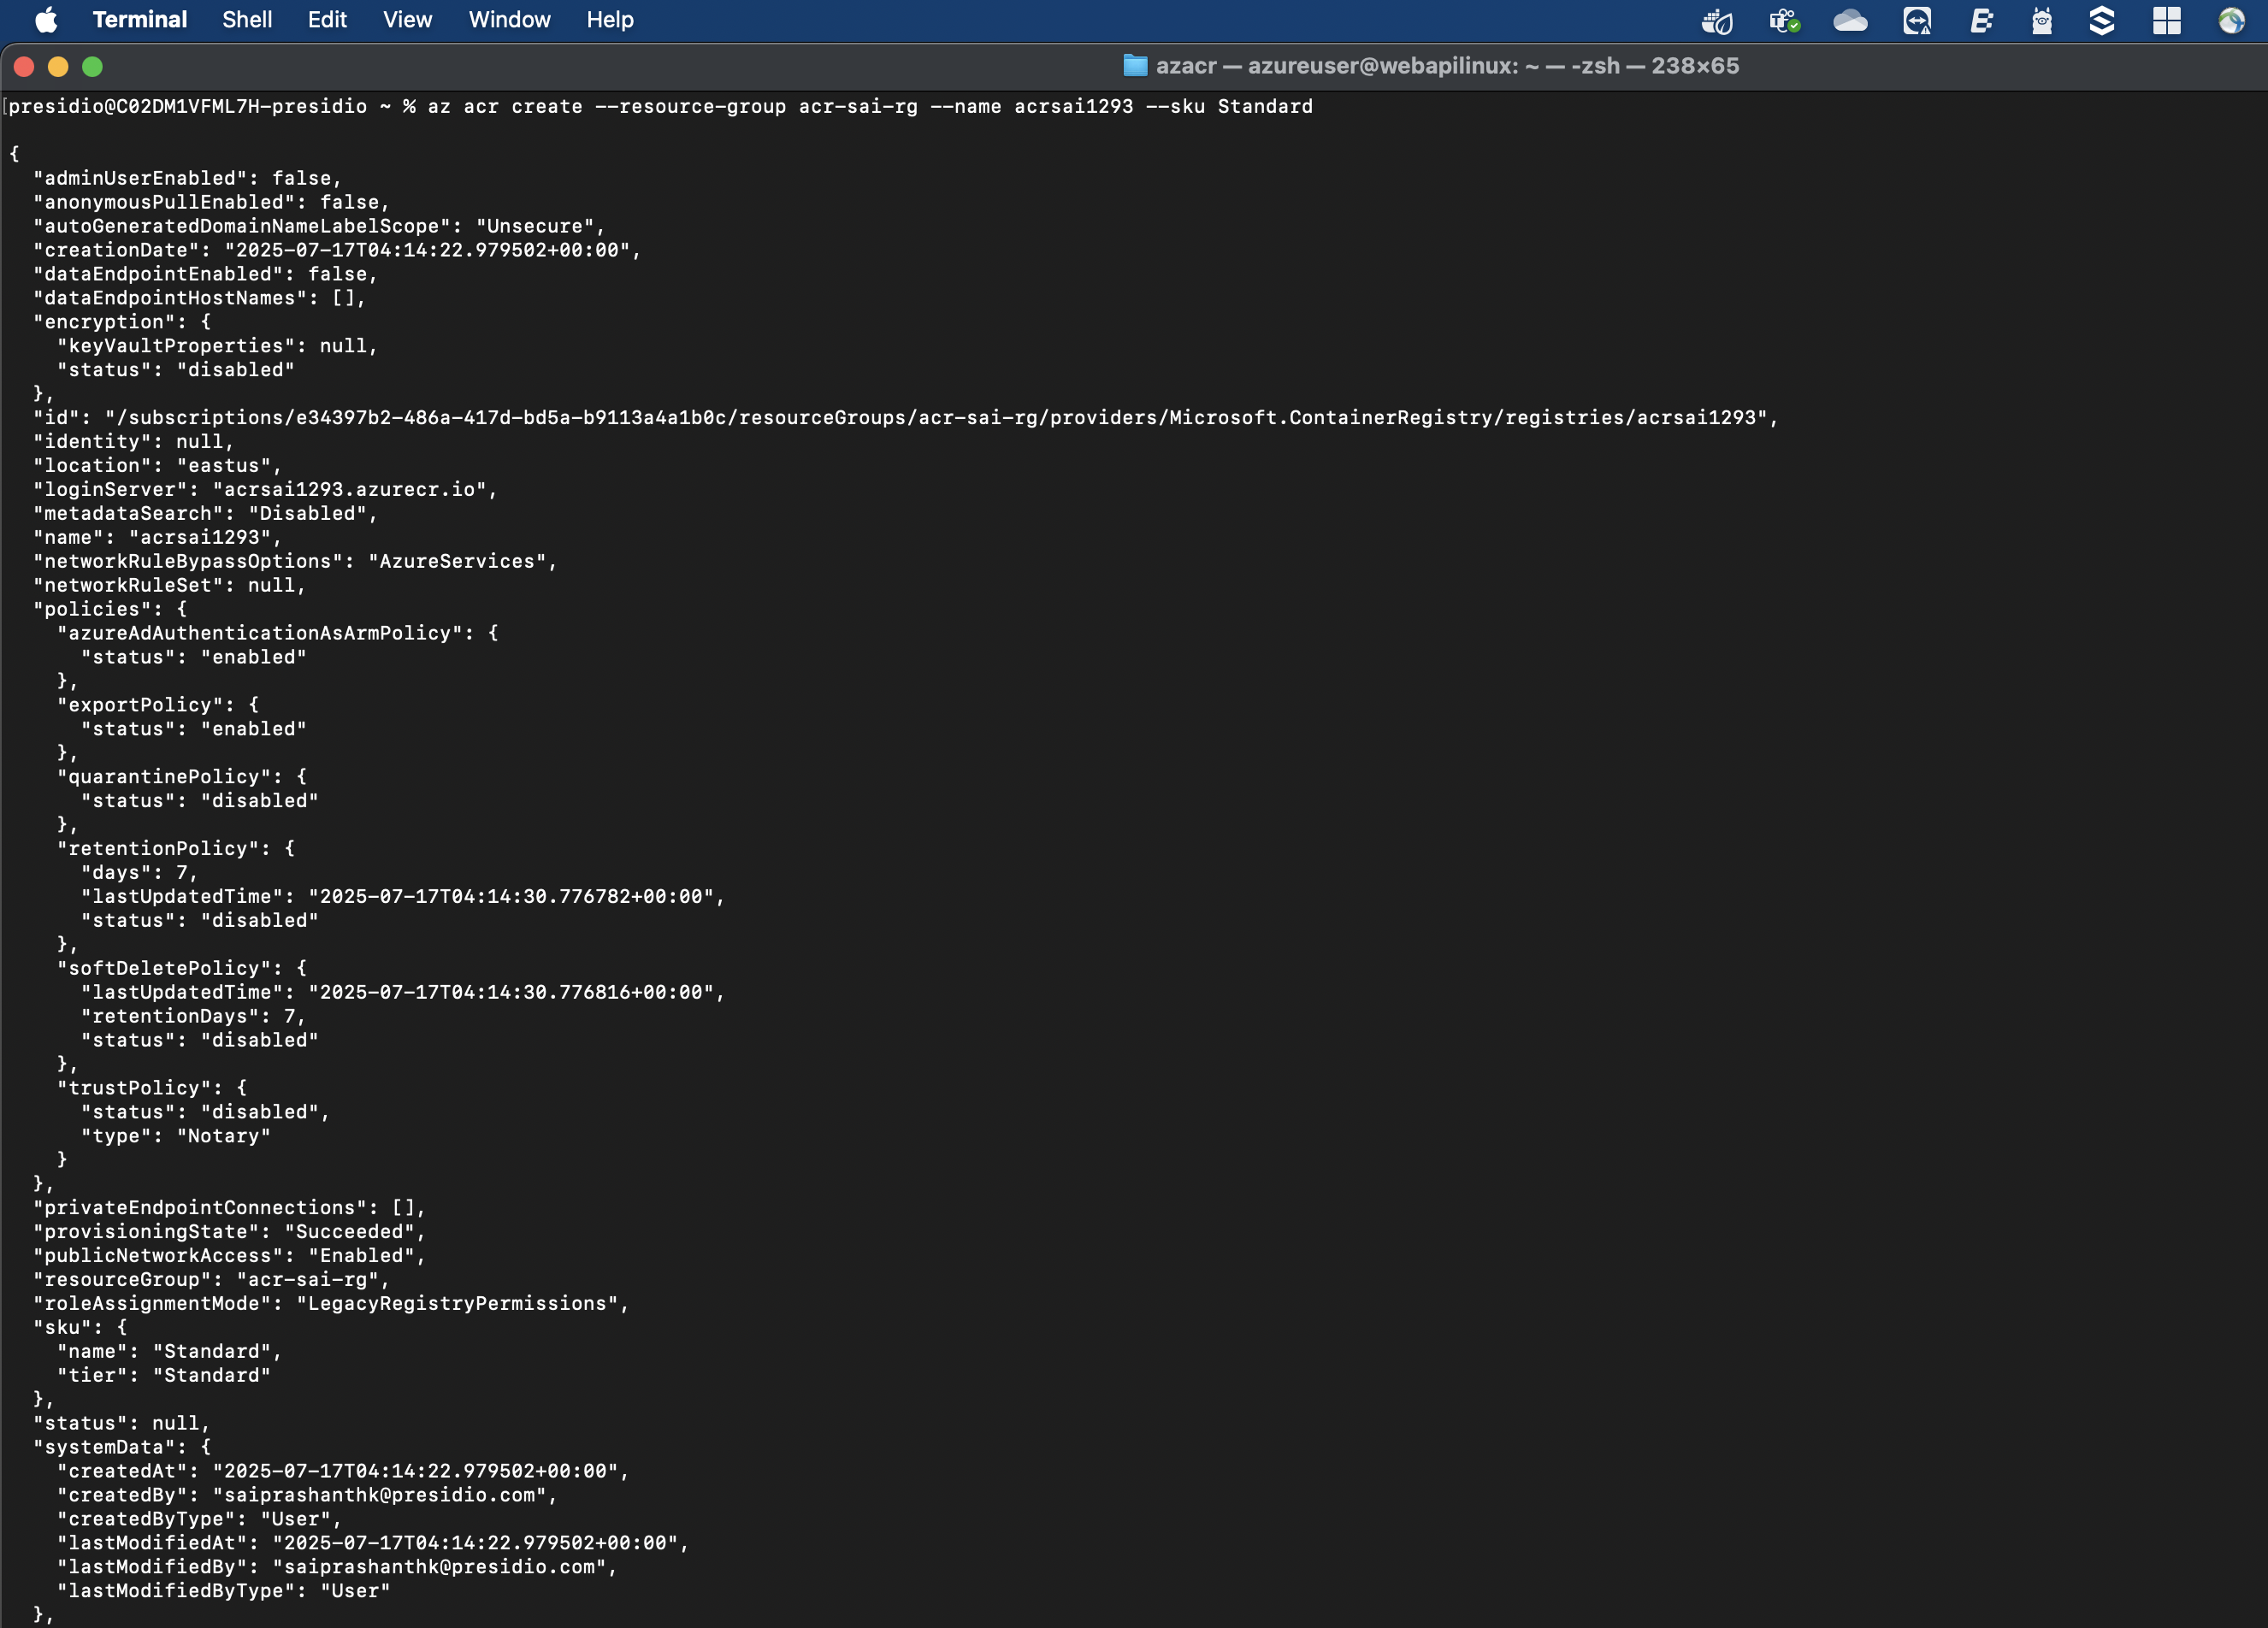 Terminal Shell Edit View Window Help
azacr — azureuser@webapilinux: ~ — -zsh — 238×65
[presidio@C02DM1VFML7H-presidio ~ % az acr create --resource-group acr-sai-rg --name acrsai1293 --sku Standard
{
  "adminUserEnabled": false,
  "anonymousPullEnabled": false,
  "autoGeneratedDomainNameLabelScope": "Unsecure",
  "creationDate": "2025-07-17T04:14:22.979502+00:00",
  "dataEndpointEnabled": false,
  "dataEndpointHostNames": [],
  "encryption": {
    "keyVaultProperties": null,
    "status": "disabled"
  },
  "id": "/subscriptions/e34397b2-486a-417d-bd5a-b9113a4a1b0c/resourceGroups/acr-sai-rg/providers/Microsoft.ContainerRegistry/registries/acrsai1293",
  "identity": null,
  "location": "eastus",
  "loginServer": "acrsai1293.azurecr.io",
  "metadataSearch": "Disabled",
  "name": "acrsai1293",
  "networkRuleBypassOptions": "AzureServices",
  "networkRuleSet": null,
  "policies": {
    "azureAdAuthenticationAsArmPolicy": {
      "status": "enabled"
    },
    "exportPolicy": {
      "status": "enabled"
    },
    "quarantinePolicy": {
      "status": "disabled"
    },
    "retentionPolicy": {
      "days": 7,
      "lastUpdatedTime": "2025-07-17T04:14:30.776782+00:00",
      "status": "disabled"
    },
    "softDeletePolicy": {
      "lastUpdatedTime": "2025-07-17T04:14:30.776816+00:00",
      "retentionDays": 7,
      "status": "disabled"
    },
    "trustPolicy": {
      "status": "disabled",
      "type": "Notary"
    }
  },
  "privateEndpointConnections": [],
  "provisioningState": "Succeeded",
  "publicNetworkAccess": "Enabled",
  "resourceGroup": "acr-sai-rg",
  "roleAssignmentMode": "LegacyRegistryPermissions",
  "sku": {
    "name": "Standard",
    "tier": "Standard"
  },
  "status": null,
  "systemData": {
    "createdAt": "2025-07-17T04:14:22.979502+00:00",
    "createdBy": "saiprashanthk@presidio.com",
    "createdByType": "User",
    "lastModifiedAt": "2025-07-17T04:14:22.979502+00:00",
    "lastModifiedBy": "saiprashanthk@presidio.com",
    "lastModifiedByType": "User"
  },